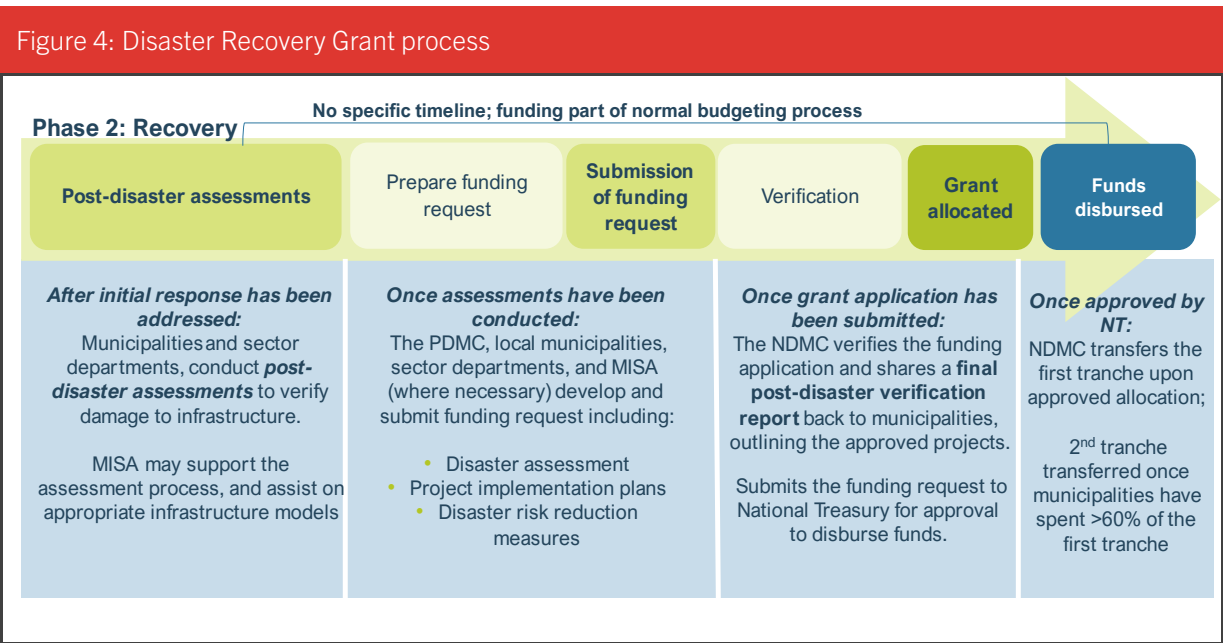 Figure 4: Disaster Recovery Grant process
No specific timeline; funding part of normal budgeting process
Phase 2: Recovery
Post-disaster assessments
Prepare funding
request
Submission
of funding
request
Verification
Grant
allocated
Funds
disbursed
After initial response has been
addressed:
Municipalities and sector
departments, conduct post-
disaster assessments to verify
damage to infrastructure.
MISA may support the
assessment process, and assist on
appropriate infrastructure models
Once assessments have been
conducted:
The PDMC, local municipalities,
sector departments, and MISA
(where necessary) develop and
submit funding request including:
• Disaster assessment
• Project implementation plans
• Disaster risk reduction
measures
Once grant application has
been submitted:
The NDMC verifies the funding
application and shares a final
post-disaster verification
report back to municipalities,
outlining the approved projects.
Submits the funding request to
National Treasury for approval
to disburse funds.
Once approved by
NT:
NDMC transfers the
first tranche upon
approved allocation;
2nd tranche
transferred once
municipalities have
spent >60% of the
first tranche